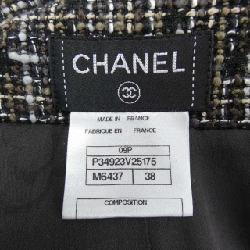 CHANEL
MADE IN FRANCE
FABRIQUE EN FRANCE
09P
P34923V25175
M6437 38
COMPOSITION